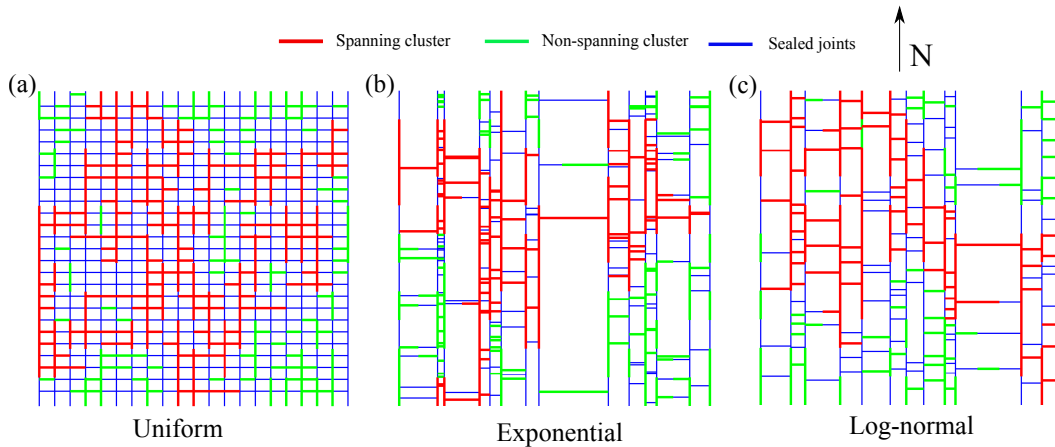 Spanning cluster Non-spanning cluster Sealed joints N
(a) (b) (c)
Uniform Exponential Log-normal